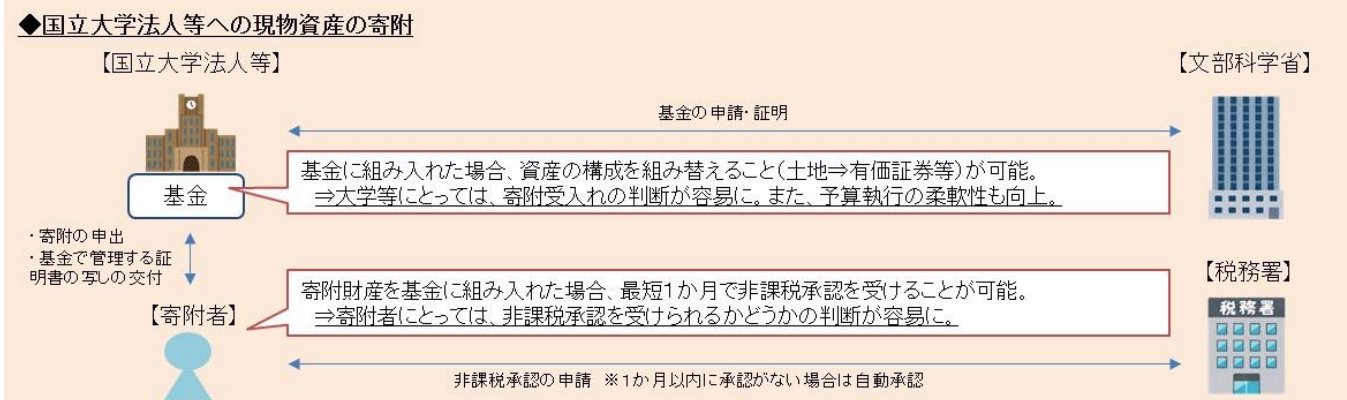 ◆国立大学法人等への現物資産の寄附
【国立大学法人等】
【文部科学省】
基金の申請・証明
基金に組み入れた場合、資産の構成を組み替えること(土地⇒有価証券等)が可能。
⇒大学等にとっては、寄附受入れの判断が容易に。また、予算執行の柔軟性も向上。
基金
・寄附の申出
・基金で管理する証
明書の写しの交付
【税務署】
寄附財産を基金に組み入れた場合、最短1か月で非課税承認を受けることが可能。
⇒寄附者にとっては、非課税承認を受けられるかどうかの判断が容易に。
【寄附者】
税務署
非課税承認の申請 ※1か月以内に承認がない場合は自動承認